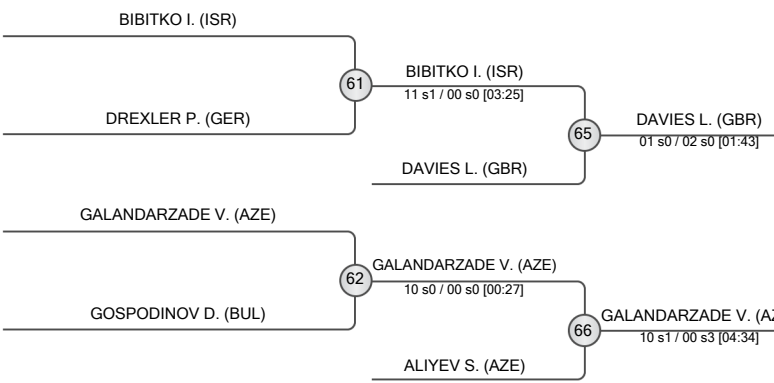 BIBITKO I. (ISR)
61
BIBITKO I. (ISR)
11 s1 / 00 s0 [03:25]
DREXLER P. (GER)
65
DAVIES L. (GBR)
01 s0 / 02 s0 [01:43]
DAVIES L. (GBR)
GALANDARZADE V. (AZE)
62
GALANDARZADE V. (AZE)
10 s0 / 00 s0 [00:27]
GOSPODINOV D. (BUL)
66
GALANDARZADE V. (AZ
10 s1 / 00 s3 [04:34]
ALIYEV S. (AZE)